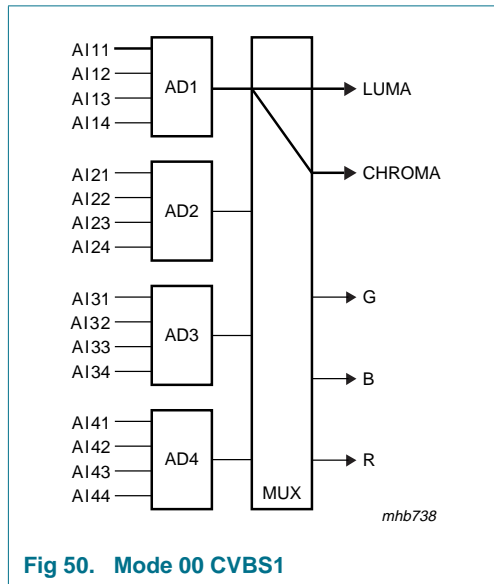 AI11
AI12
AI13
AI14
AD1
LUMA
CHROMA
AI21
AI22
AI23
AI24
AD2
AI31
AI32
AI33
AI34
AD3
G
B
AI41
AI42
AI43
AI44
AD4
R
MUX
mhb738
Fig 50. Mode 00 CVBS1